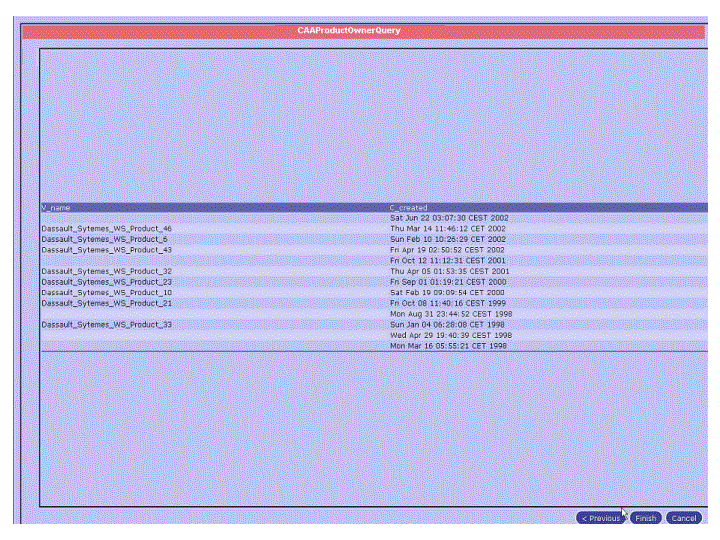 CAAProductOwnerQuery
V_name C_created
Sat Jun 22 03:07:30 CEST 2002
Dassault_Sytemes_WS_Product_46 Thu Mar 14 11:46:12 CET 2002
Dassault_Sytemes_WS_Product_6 Sun Feb 10 10:26:29 CET 2002
Dassault_Sytemes_WS_Product_43 Fri Apr 19 02:50:52 CEST 2002
Fri Oct 12 11:12:31 CEST 2001
Dassault_Sytemes_WS_Product_32 Thu Apr 05 01:53:35 CEST 2001
Dassault_Sytemes_WS_Product_23 Fri Sep 01 01:19:21 CEST 2000
Dassault_Sytemes_WS_Product_10 Sat Feb 19 09:09:54 CET 2000
Dassault_Sytemes_WS_Product_21 Fri Oct 08 11:40:16 CEST 1999
Mon Aug 31 23:44:52 CEST 1998
Dassault_Sytemes_WS_Product_33 Sun Jan 04 06:28:08 CET 1998
Wed Apr 29 19:40:39 CEST 1998
Mon Mar 16 05:55:21 CET 1998
< Previous Finish Cancel